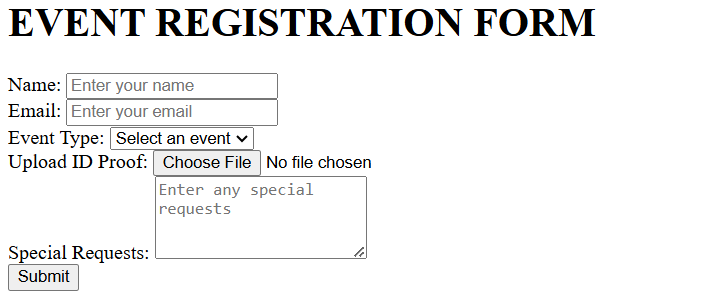 EVENT REGISTRATION FORM
Name: Enter your name
Email: Enter your email
Event Type: Select an event
Upload ID Proof: Choose File No file chosen
Enter any special
requests
Special Requests:
Submit